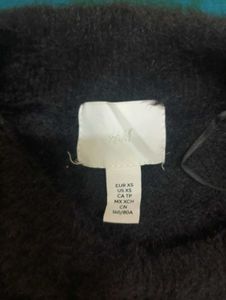 H&M
EUR XS
US XS
CA TP
MX XCH
CN
160/80A